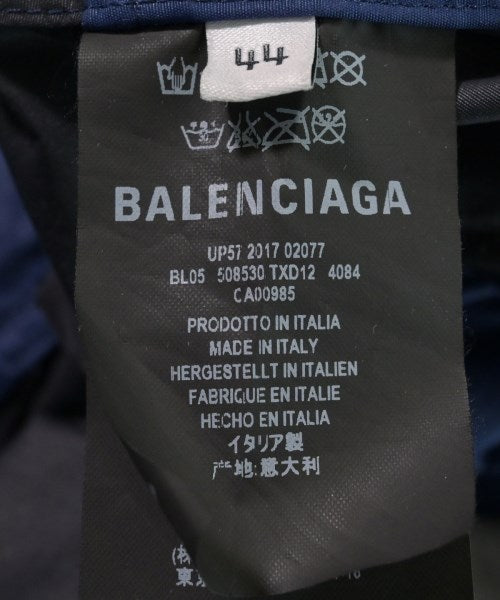 44
BALENCIAGA
UP57 2017 02077
BL05 508530 TXD12 4084
CA00985
PRODOTTO IN ITALIA
MADE IN ITALY
HERGESTELLT IN ITALIEN
FABRIQUE EN ITALIE
HECHO EN ITALIA
イタリア製
产地:意大利